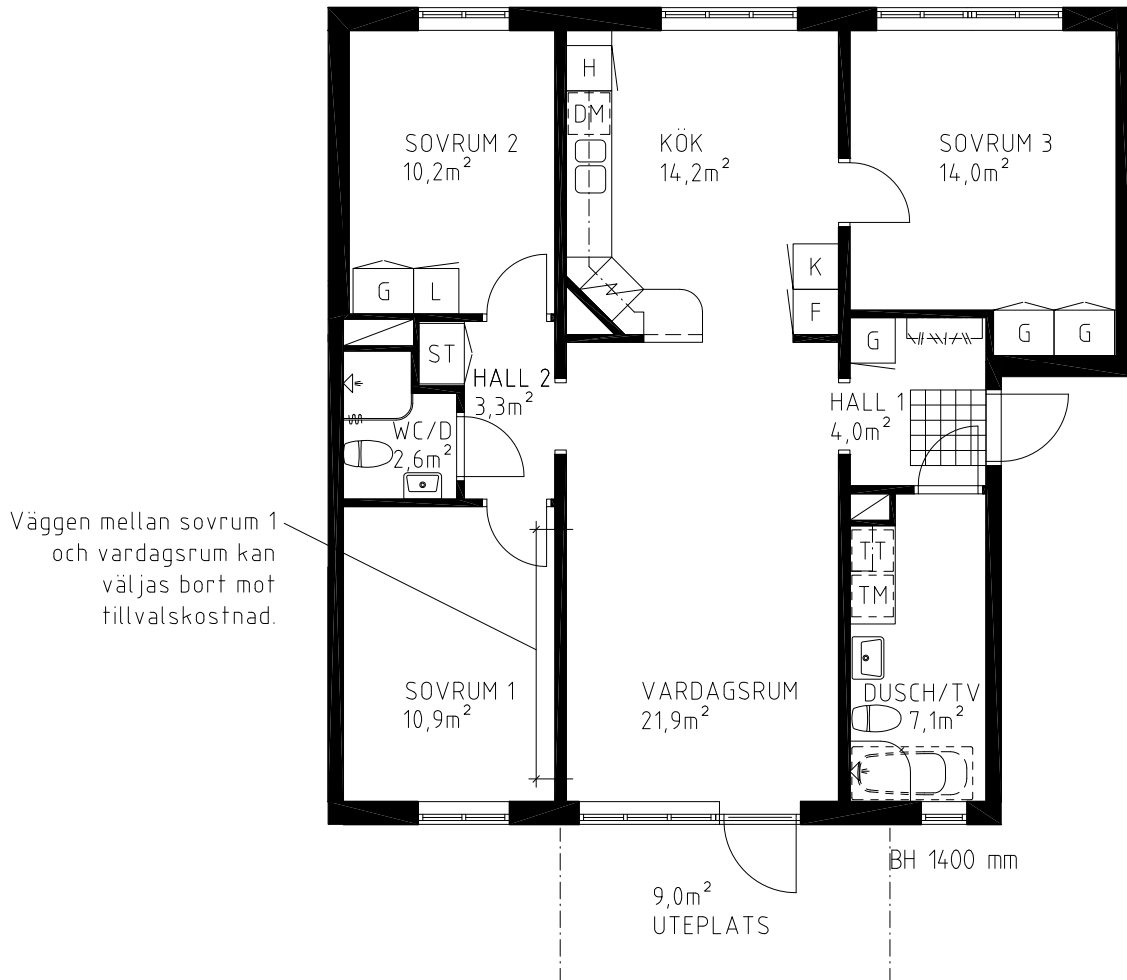 H
DM
SOVRUM 2
10,2m²
KÖK
14,2m²
SOVRUM 3
14,0m²
G
L
K
F
ST
G
G
G
HALL 2
3,3m²
HALL 1
4,0m²
WC/D
2,6m²
Väggen mellan sovrum 1
och vardagsrum kan
väljas bort mot
tillvalskostnad.
TT
TM
SOVRUM 1
10,9m²
VARDAGSRUM
21,9m²
DUSCH/TV
7,1m²
BH 1400 mm
9,0m²
UTEPLATS